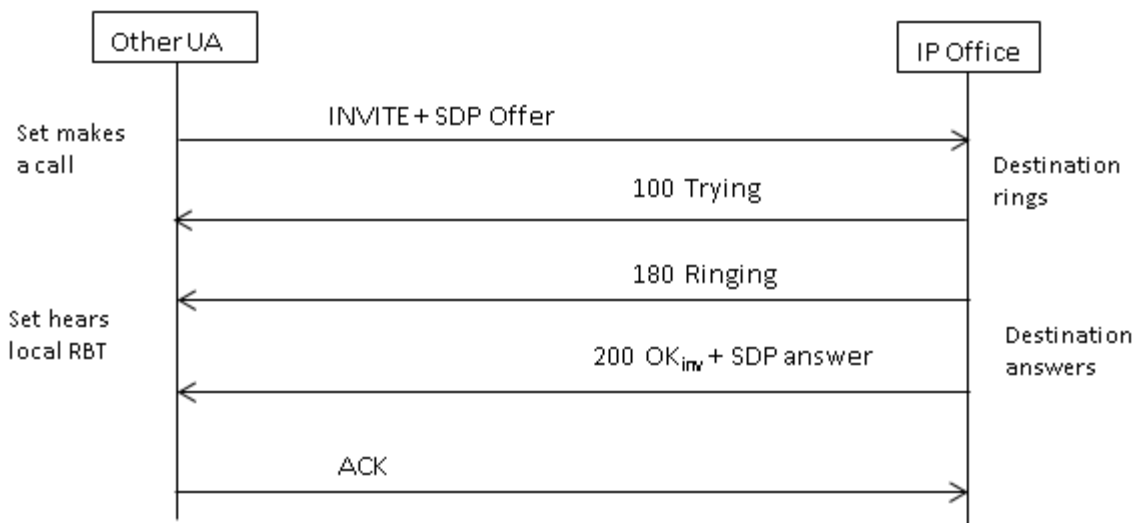 Other UA
IP Office
INVITE + SDP Offer
Set makes
a call
Destination
rings
100 Trying
180 Ringing
Set hears
local RBT
200 OKinv + SDP answer
Destination
answers
ACK